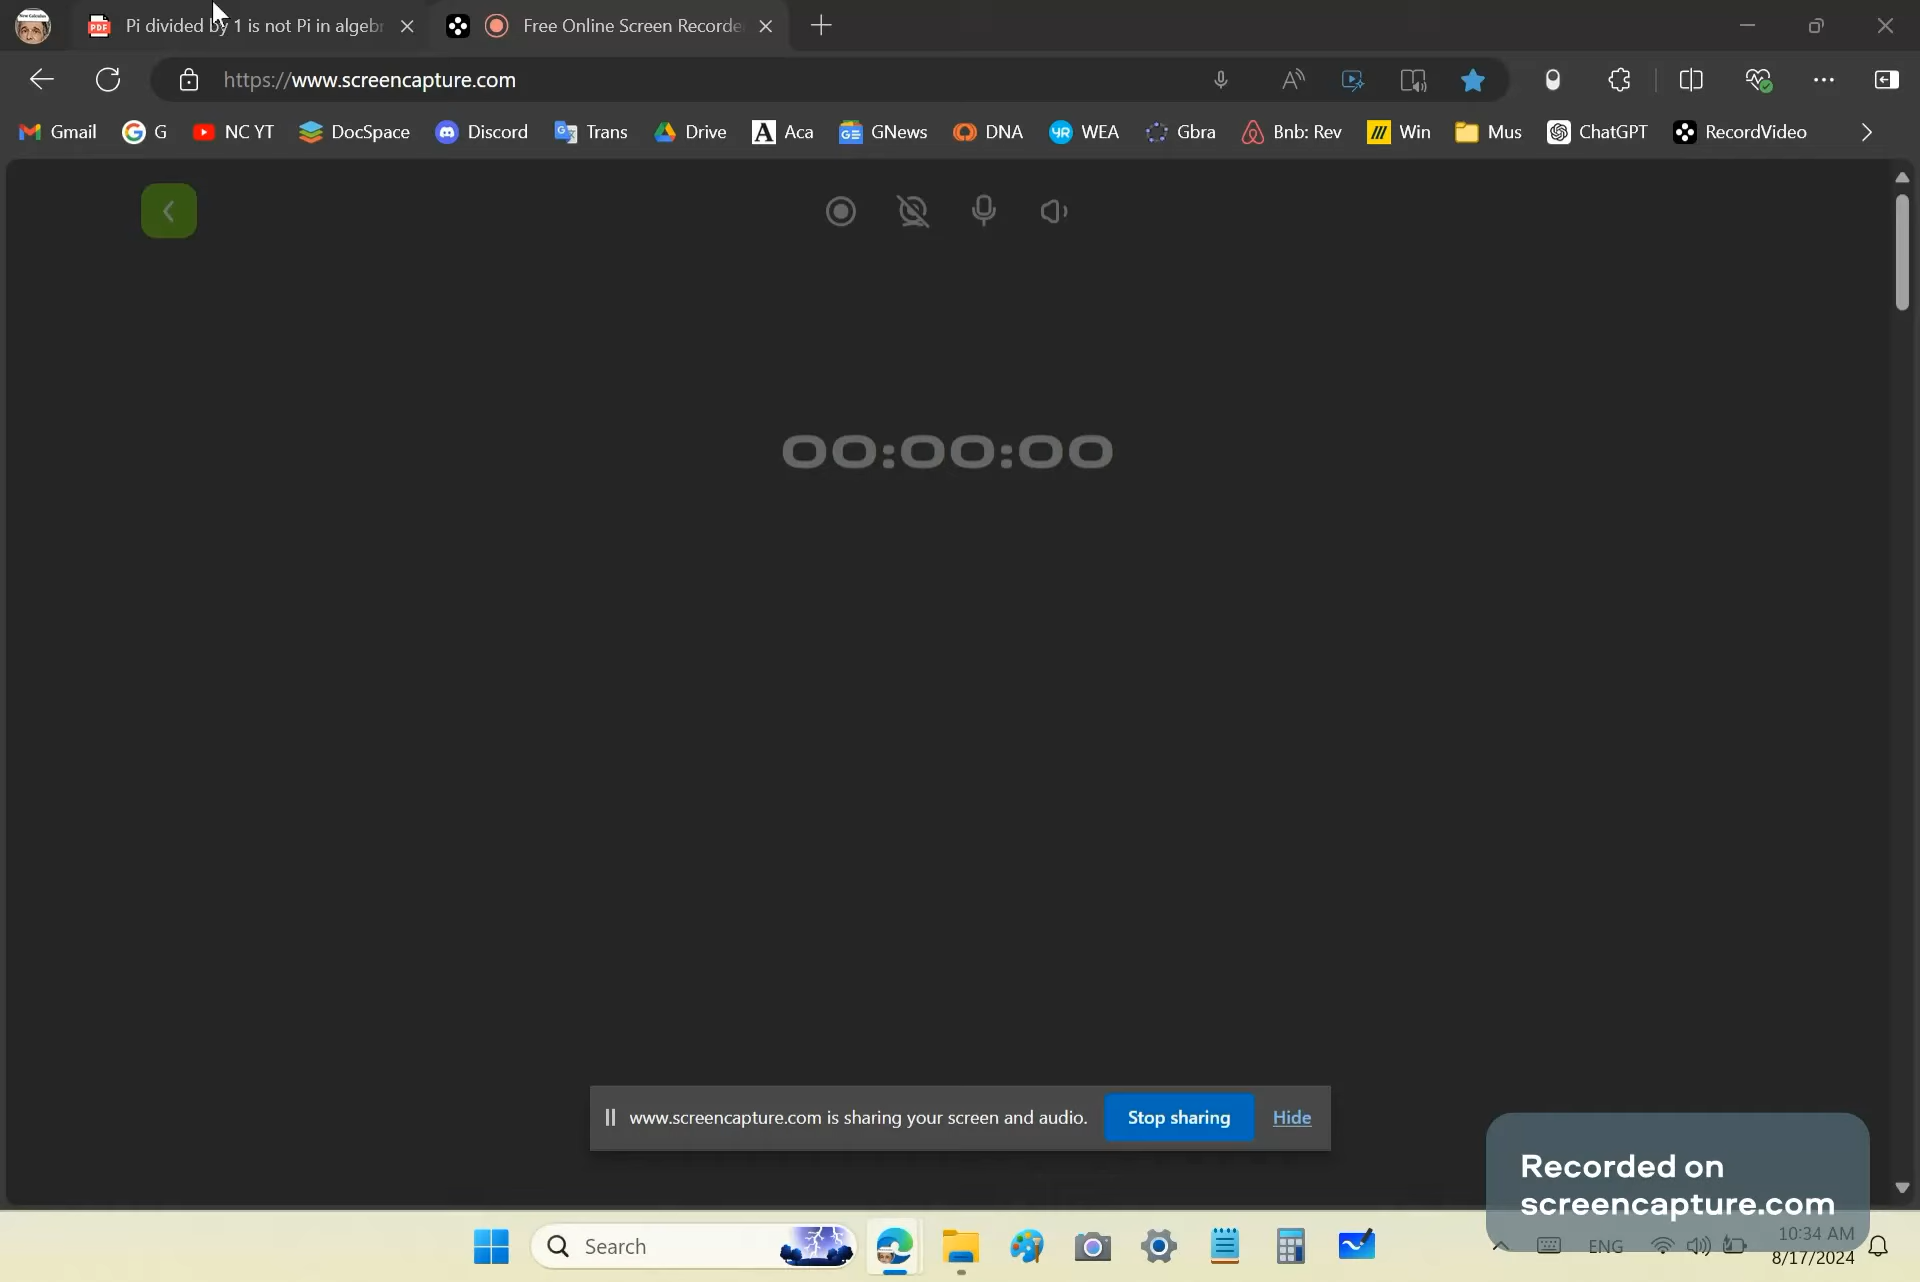 Pi divided by 1 is not Pi in algebr
Free Online Screen Recorde
https://www.screencapture.com
Gmail G NC YT DocSpace Discord Trans Drive Aca GNews DNA WEA Gbra Bnb: Rev Win Mus ChatGPT RecordVideo
00:00:00
www.screencapture.com is sharing your screen and audio. Stop sharing Hide
Recorded on
screencapture.com
Search
ENG
10:34 AM
8/17/2024